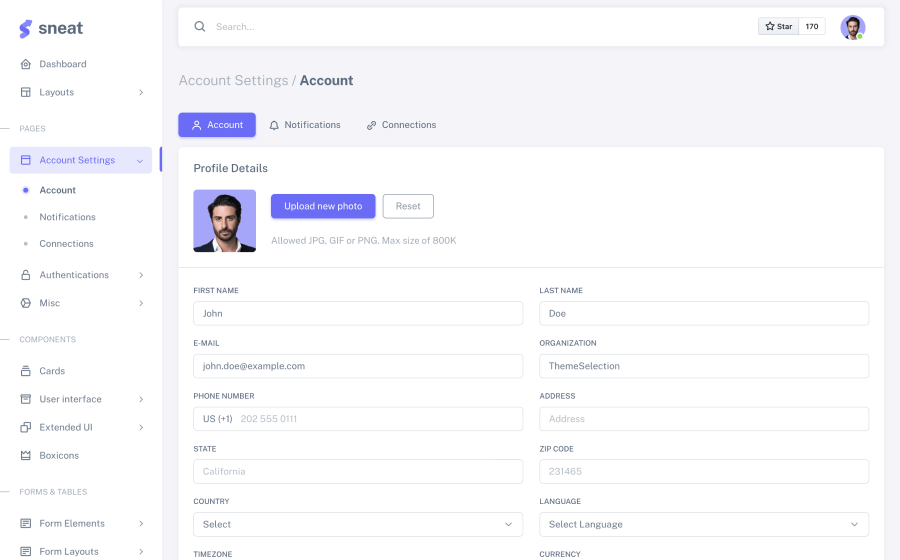 sneat
Search...
Star 170
Dashboard
Layouts
PAGES
Account Settings
Account
Notifications
Connections
Authentications
Misc
COMPONENTS
Cards
User interface
Extended UI
Boxicons
FORMS & TABLES
Form Elements
Form Layouts
Account Settings / Account
Account Notifications Connections
Profile Details
Upload new photo Reset
Allowed JPG, GIF or PNG. Max size of 800K
FIRST NAME LAST NAME
John Doe
E-MAIL ORGANIZATION
john.doe@example.com ThemeSelection
PHONE NUMBER ADDRESS
US (+1) 202 555 0111 Address
STATE ZIP CODE
California 231465
COUNTRY LANGUAGE
Select Select Language
TIMEZONE CURRENCY